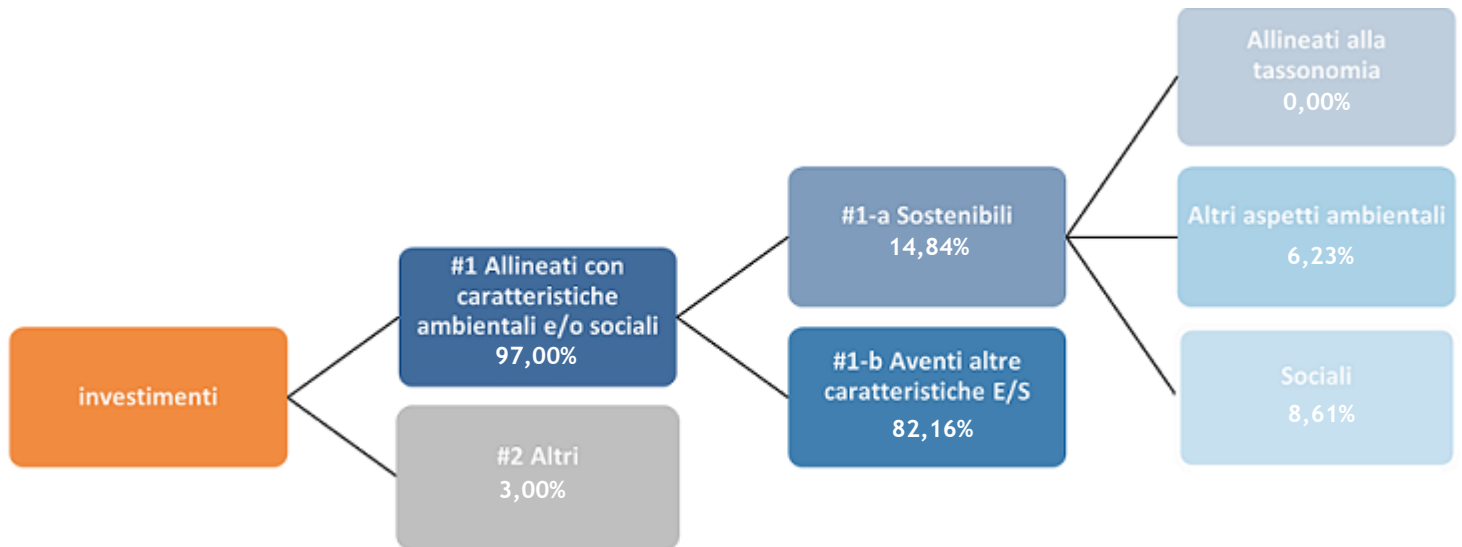 investimenti
#1 Allineati con
caratteristiche
ambientali e/o sociali
97,00%
#2 Altri
3,00%
#1-a Sostenibili
14,84%
#1-b Aventi altre
caratteristiche E/S
82,16%
Allineati alla
tassonomia
0,00%
Altri aspetti ambientali
6,23%
Sociali
8,61%